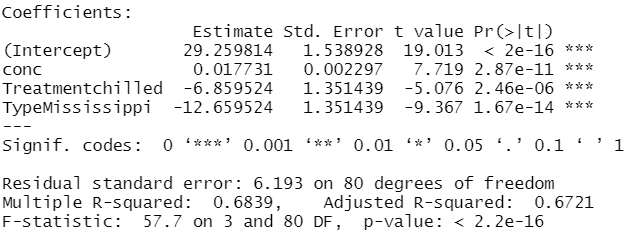 Coefficients:
Estimate Std. Error t value Pr(>|t|)
(Intercept) 29.259814 1.538928 19.013 < 2e-16 ***
conc 0.017731 0.002297 7.719 2.87e-11 ***
Treatmentchilled -6.859524 1.351439 -5.076 2.46e-06 ***
TypeMississippi -12.659524 1.351439 -9.367 1.67e-14 ***
---
Signif. codes: 0 ‘***’ 0.001 ‘**’ 0.01 ‘*’ 0.05 ‘.’ 0.1 ‘ ’ 1
Residual standard error: 6.193 on 80 degrees of freedom
Multiple R-squared: 0.6839, Adjusted R-squared: 0.6721
F-statistic: 57.7 on 3 and 80 DF, p-value: < 2.2e-16